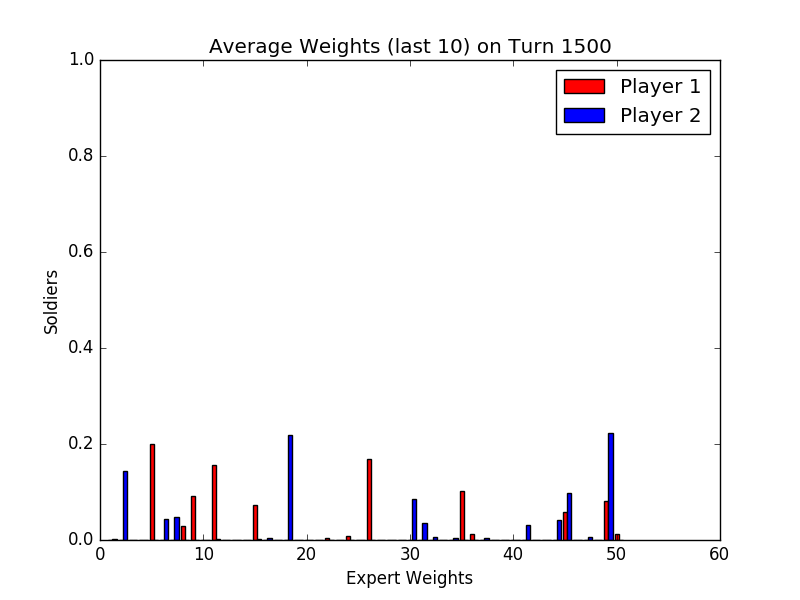 Average Weights (last 10) on Turn 1500
1.0
Player 1
Player 2
0.8
0.6
Soldiers
0.4
0.2
0.0
0 10 20 30 40 50 60
Expert Weights